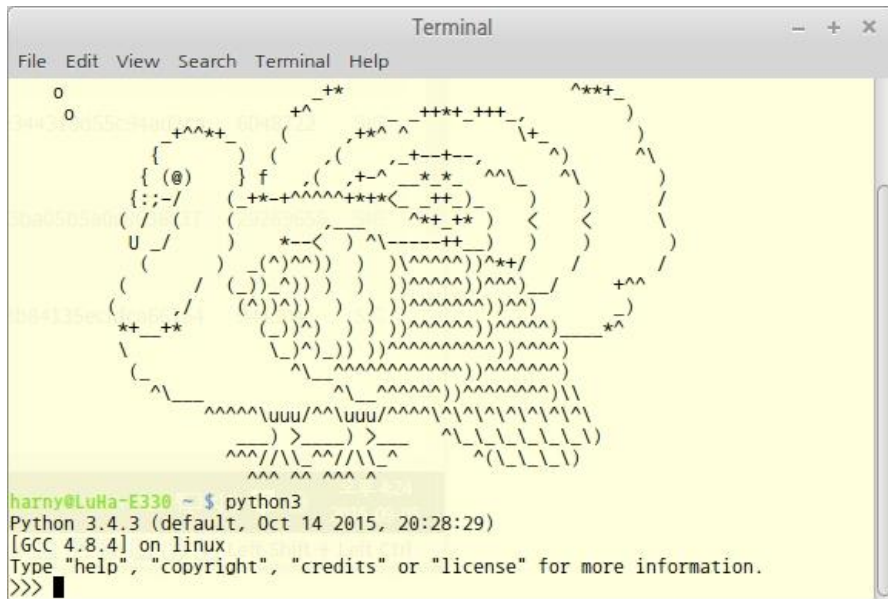 Terminal
File Edit View Search Terminal Help
harny@LuHa-E330 ~ $ python3
Python 3.4.3 (default, Oct 14 2015, 20:28:29)
[GCC 4.8.4] on linux
Type "help", "copyright", "credits" or "license" for more information.
>>>